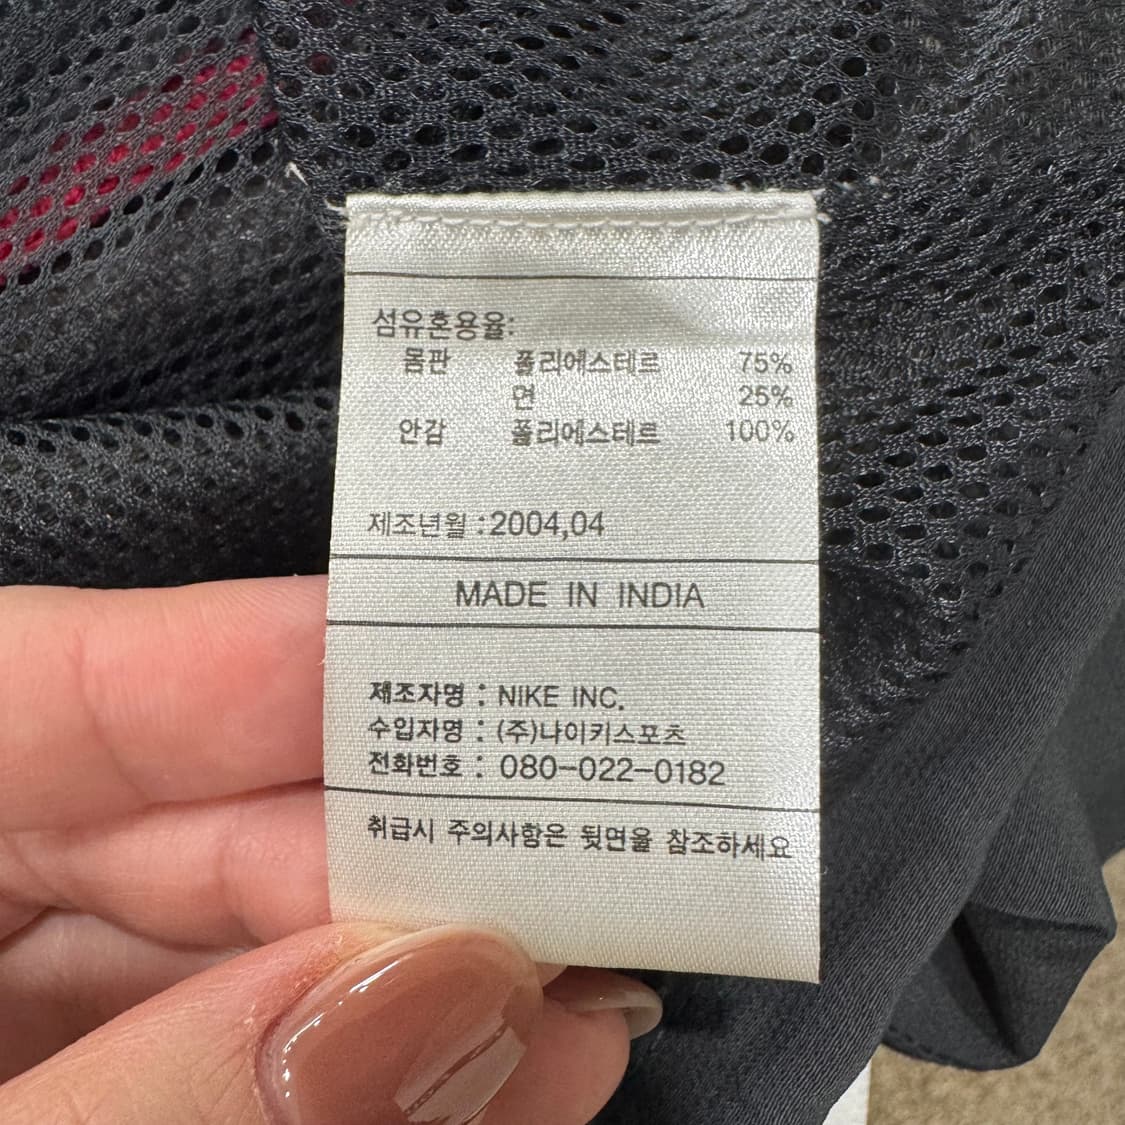 섬유혼용율:
몸판 폴리에스테르 75%
면 25%
안감 폴리에스테르 100%
제조년월 :2004,04
MADE IN INDIA
제조자명 : NIKE INC.
수입자명 : (주)나이키스포츠
전화번호 : 080-022-0182
취급시 주의사항은 뒷면을 참조하세요